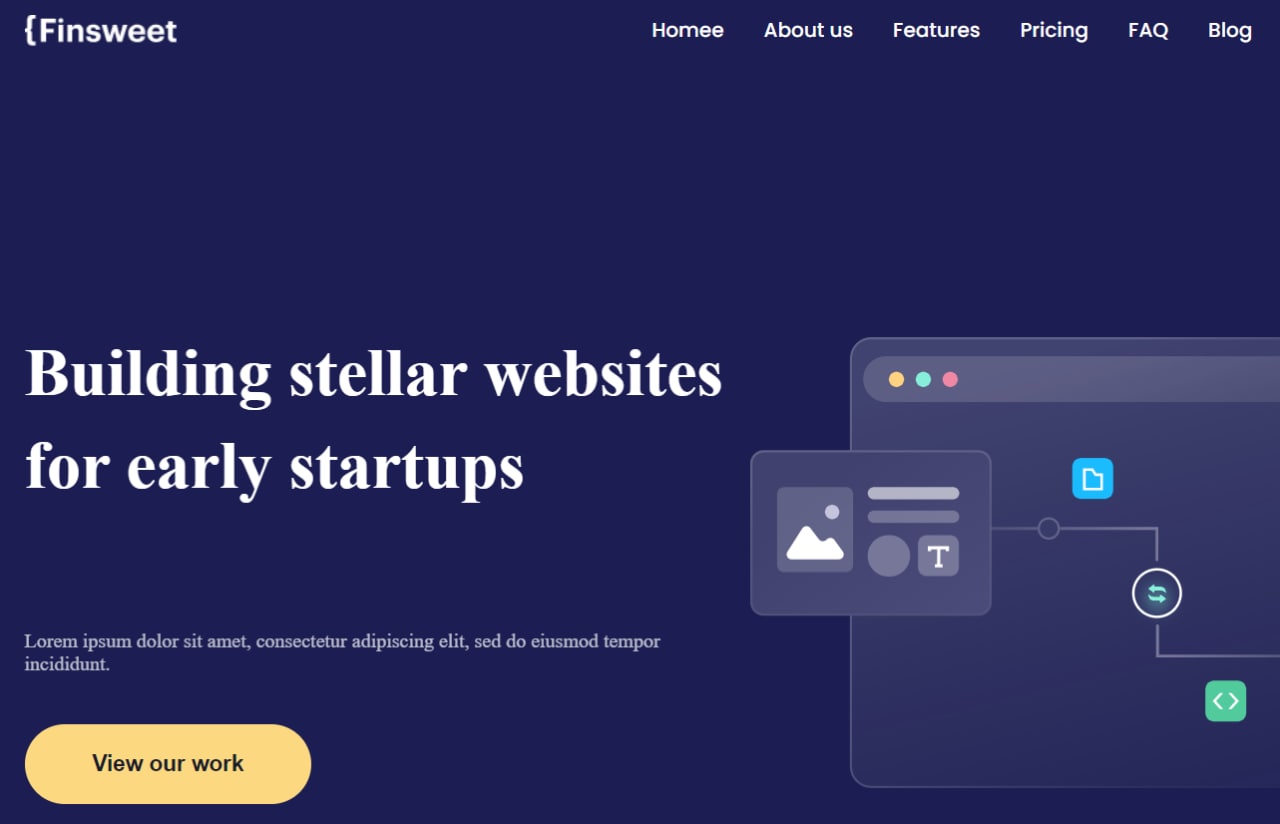 {Finsweet
Homee About us Features Pricing FAQ Blog
Building stellar websites
for early startups
Lorem ipsum dolor sit amet, consectetur adipiscing elit, sed do eiusmod tempor
incididunt.
View our work
T